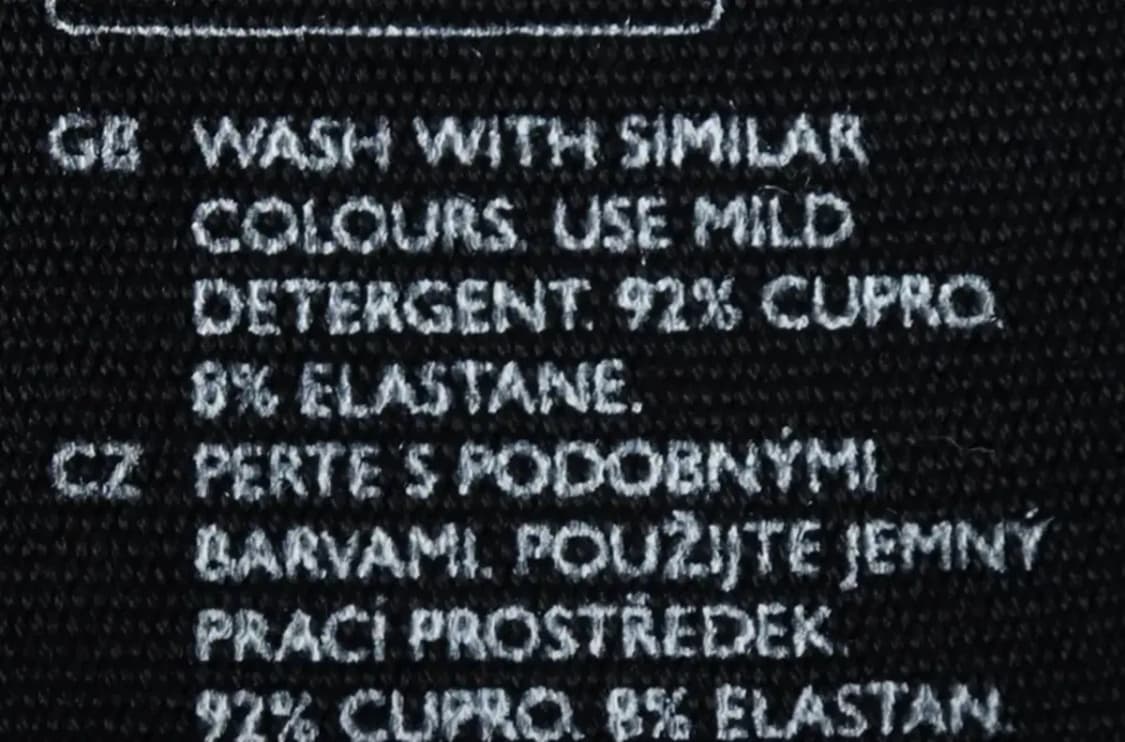 GB WASH WITH SIMILAR
COLOURS. USE MILD
DETERGENT. 92% CUPRO.
8% ELASTANE.
CZ PERTE S PODOBNÝMI
BARVAMI. POUŽIJTE JEMNÝ
PRACÍ PROSTŘEDEK.
92% CUPRO. 8% ELASTAN.